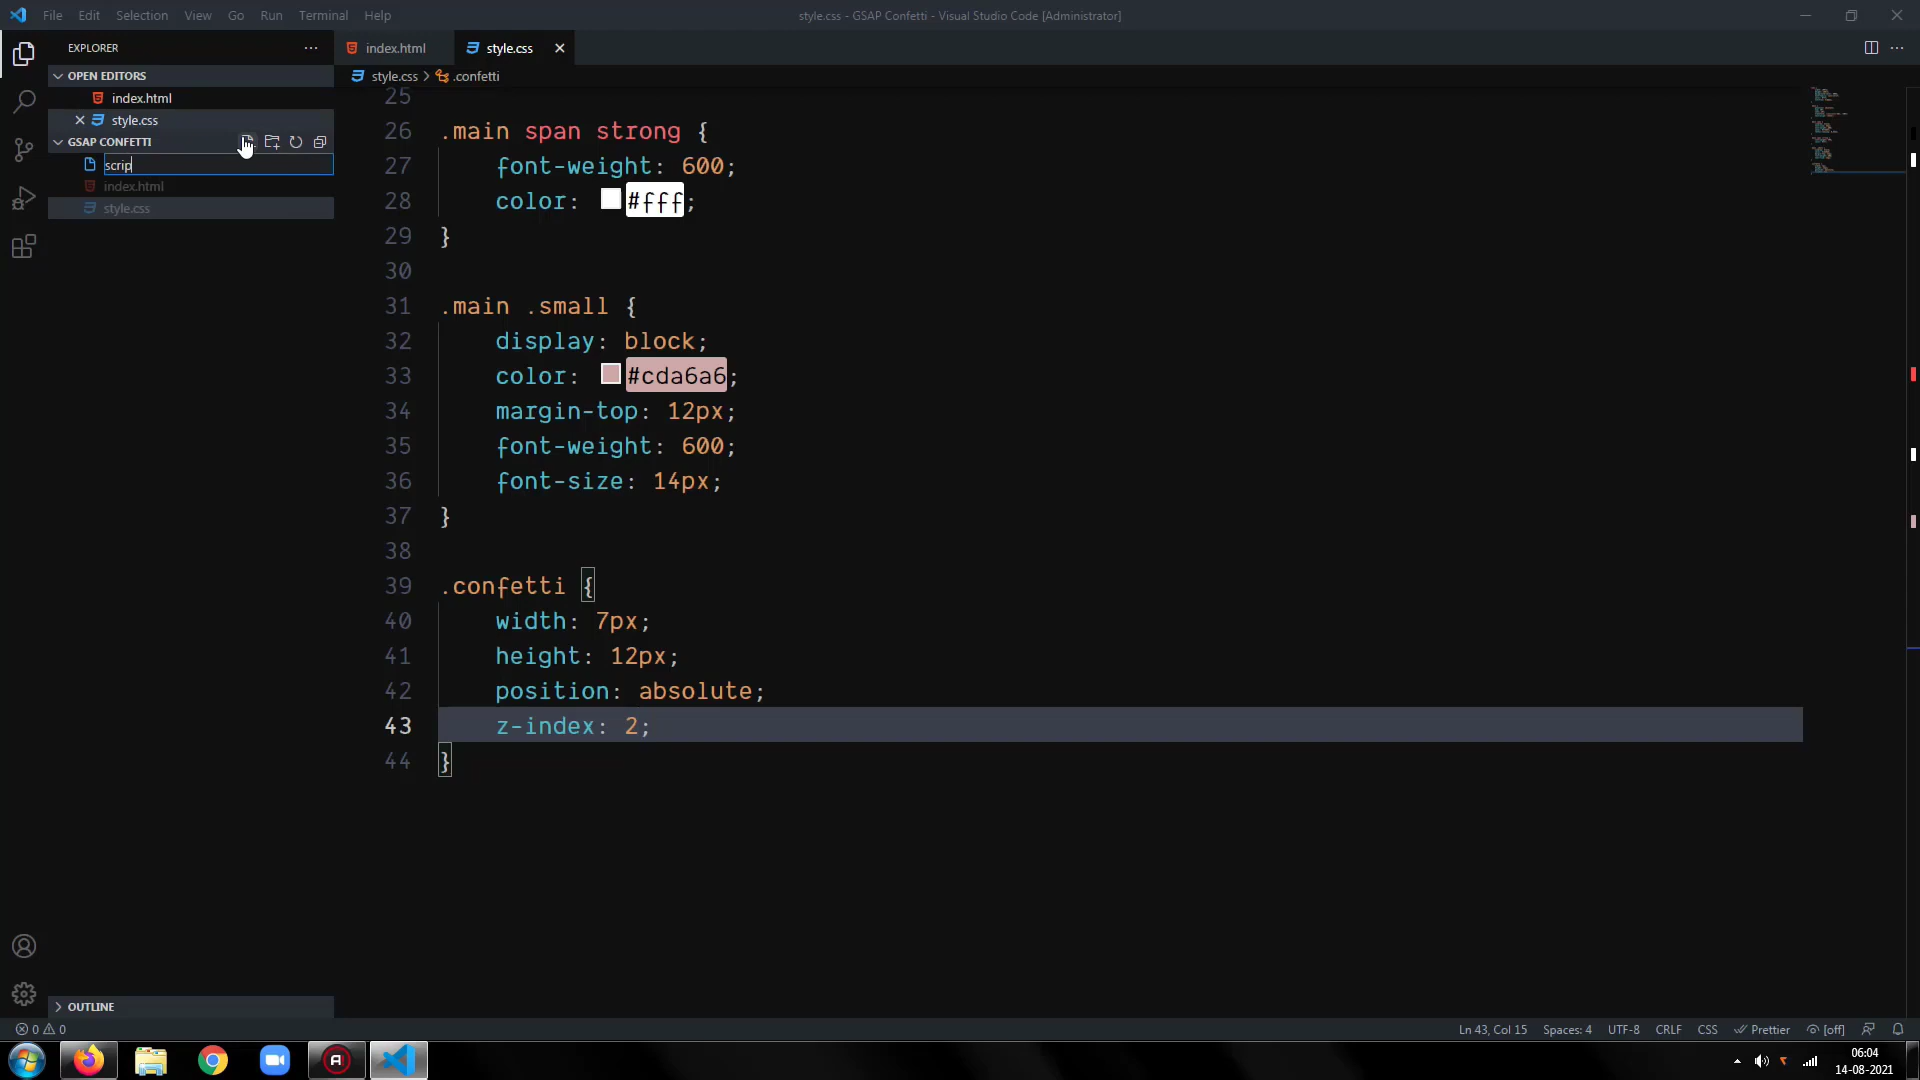 File Edit Selection View Go Run Terminal Help
style.css - GSAP Confetti - Visual Studio Code [Administrator]
EXPLORER
index.html
style.css
OPEN EDITORS
index.html
style.css
GSAP CONFETTI
scrip
index.html
style.css
style.css > .confetti
25
26 .main span strong {
27 font-weight: 600;
28 color: #fff;
29 }
30
31 .main .small {
32 display: block;
33 color: #cda6a6;
34 margin-top: 12px;
35 font-weight: 600;
36 font-size: 14px;
37 }
38
39 .confetti {
40 width: 7px;
41 height: 12px;
42 position: absolute;
43 z-index: 2;
44 }
OUTLINE
0 0
Ln 43, Col 15 Spaces: 4 UTF-8 CRLF CSS Prettier [off]
06:04
14-08-2021